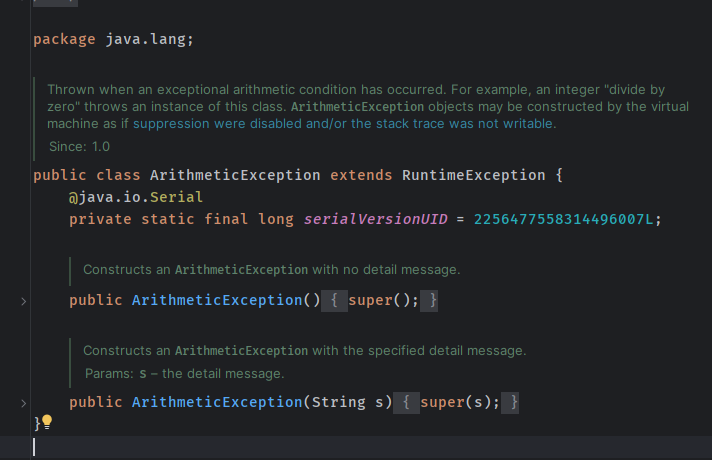 package java.lang;
Thrown when an exceptional arithmetic condition has occurred. For example, an integer "divide by
zero" throws an instance of this class. ArithmeticException objects may be constructed by the virtual
machine as if suppression were disabled and/or the stack trace was not writable.
Since: 1.0
public class ArithmeticException extends RuntimeException {
@java.io.Serial
private static final long serialVersionUID = 2256477558314496007L;
Constructs an ArithmeticException with no detail message.
public ArithmeticException() { super(); }
Constructs an ArithmeticException with the specified detail message.
Params: s – the detail message.
public ArithmeticException(String s) { super(s); }
}